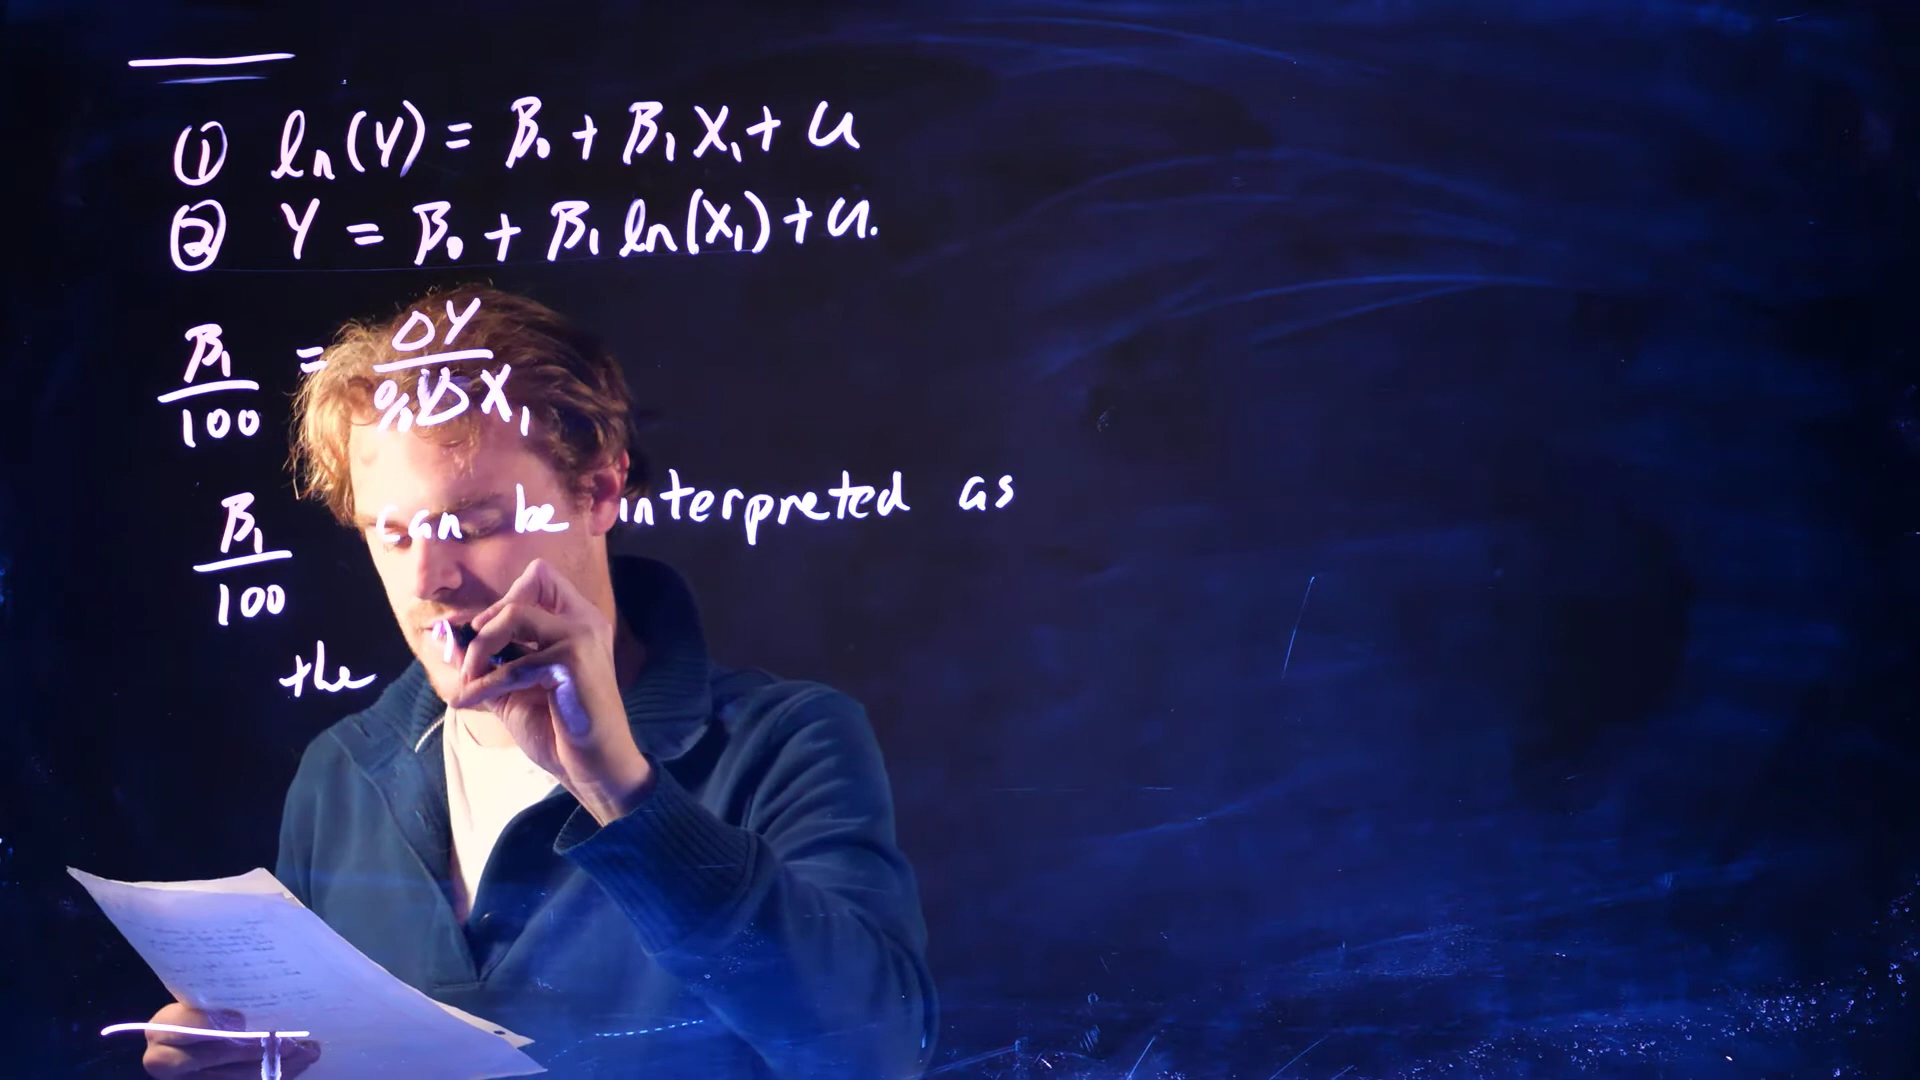 ① ln(Y) = β₀ + β₁X₁ + u
② Y = β₀ + β₁ ln(X₁) + u.
β₁/100 = ΔY/%ΔX₁
β₁/100 can be interpreted as
the